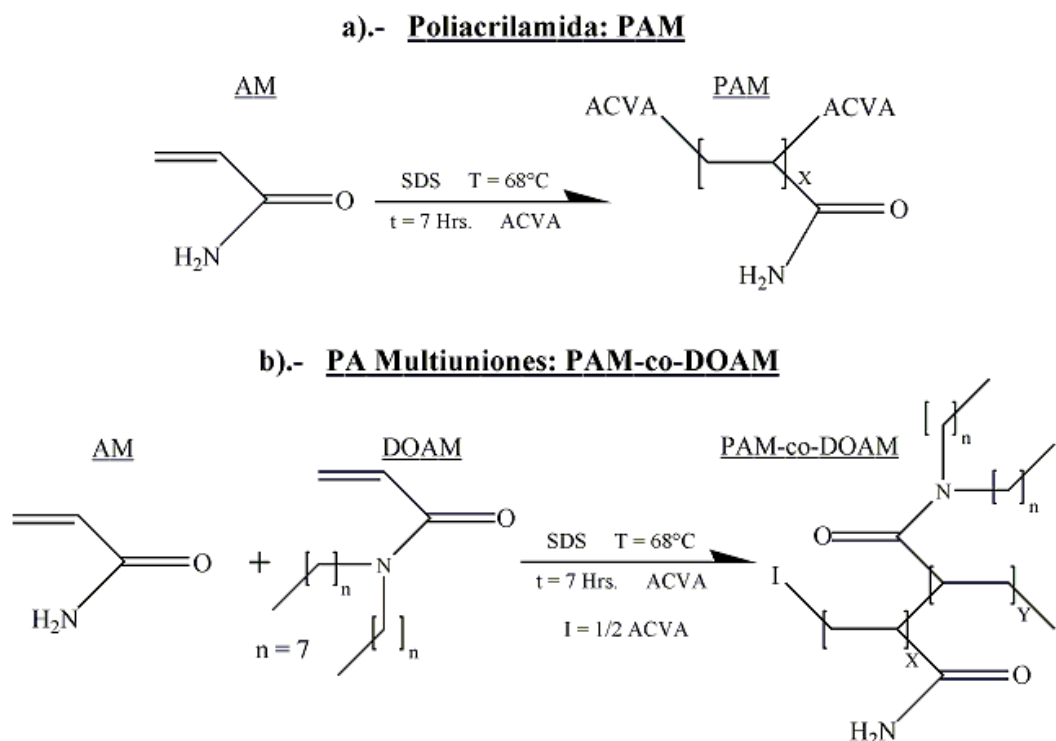 a).- Poliacrilamida: PAM
AM
PAM
ACVA
ACVA
SDS T = 68°C
t = 7 Hrs. ACVA
O
H₂N
X
O
H₂N
b).- PA Multiuniones: PAM-co-DOAM
AM
DOAM
PAM-co-DOAM
O
H₂N
+
O
N
n
n
n = 7
SDS T = 68°C
t = 7 Hrs. ACVA
I = 1/2 ACVA
n
N
n
O
I
Y
X
O
H₂N